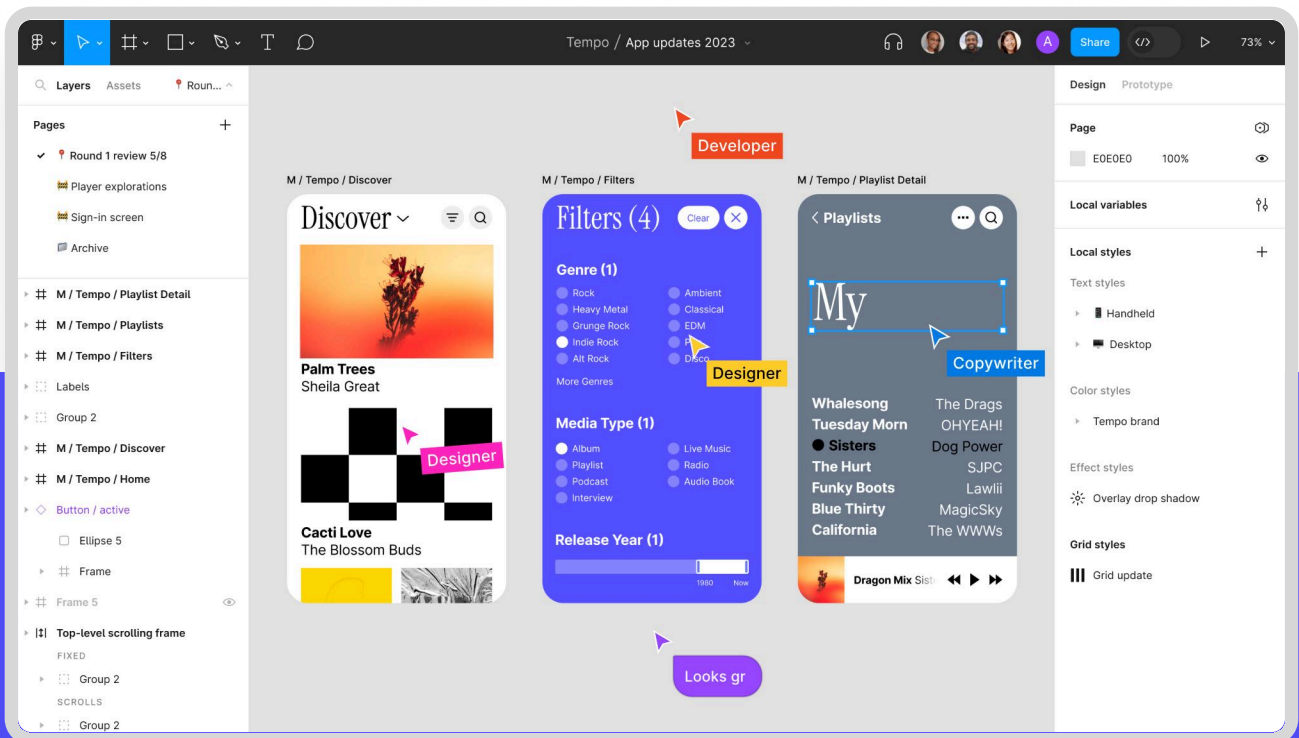 Tempo / App updates 2023
A
Share
</>
73%
Layers Assets Roun...
Pages
Round 1 review 5/8
Player explorations
Sign-in screen
Archive
M / Tempo / Playlist Detail
M / Tempo / Playlists
M / Tempo / Filters
Labels
Group 2
M / Tempo / Discover
M / Tempo / Home
Button / active
Ellipse 5
Frame
Frame 5
Top-level scrolling frame
FIXED
Group 2
SCROLLS
Group 2
Developer
M / Tempo / Discover
Discover
Palm Trees
Sheila Great
Designer
Cacti Love
The Blossom Buds
M / Tempo / Filters
Filters (4)
Clear
Genre (1)
Rock Ambient
Heavy Metal Classical
Grunge Rock EDM
Indie Rock
Alt Rock Disco
More Genres
Designer
Media Type (1)
Album Live Music
Playlist Radio
Podcast Audio Book
Interview
Release Year (1)
1980 Now
Looks gr
M / Tempo / Playlist Detail
Playlists
My
Copywriter
Whalesong The Drags
Tuesday Morn OHYEAH!
Sisters Dog Power
The Hurt SJPC
Funky Boots Lawlii
Blue Thirty MagicSky
California The WWWs
Dragon Mix Sist
Design Prototype
Page
E0E0E0 100%
Local variables
Local styles
Text styles
Handheld
Desktop
Color styles
Tempo brand
Effect styles
Overlay drop shadow
Grid styles
Grid update